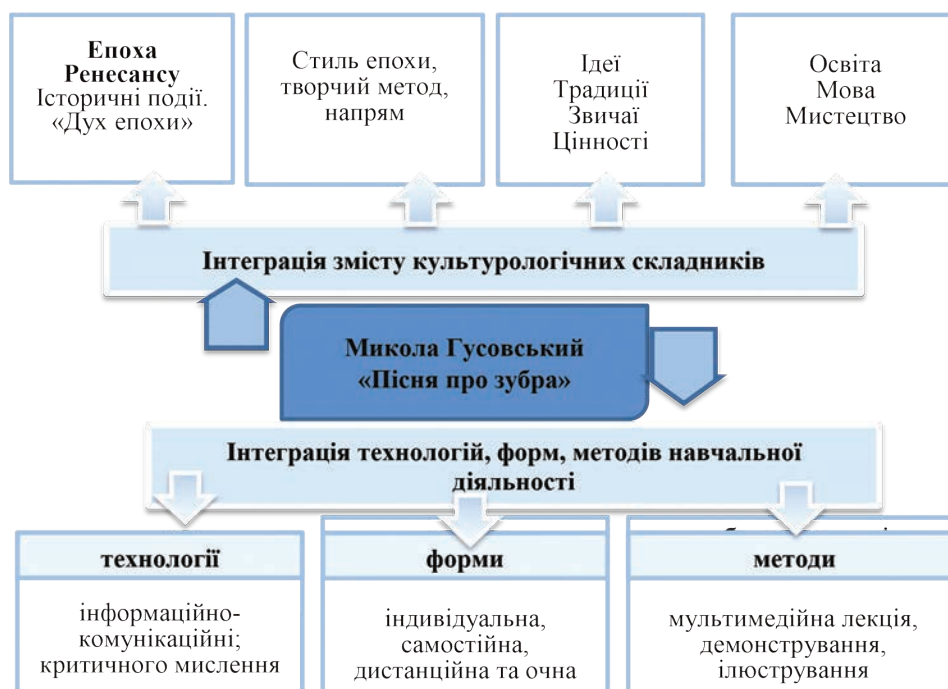 Епоха
Ренесансу
Історичні події.
«Дух епохи»
Стиль епохи,
творчий метод,
напрям
Ідеї
Традиції
Звичаї
Цінності
Освіта
Мова
Мистецтво
Інтеграція змісту культурологічних складників
Микола Гусовський
«Пісня про зубра»
Інтеграція технологій, форм, методів навчальної
діяльності
технології
інформаційно-
комунікаційні;
критичного мислення
форми
індивідуальна,
самостійна,
дистанційна та очна
методи
мультимедійна лекція,
демонстрування,
ілюстрування